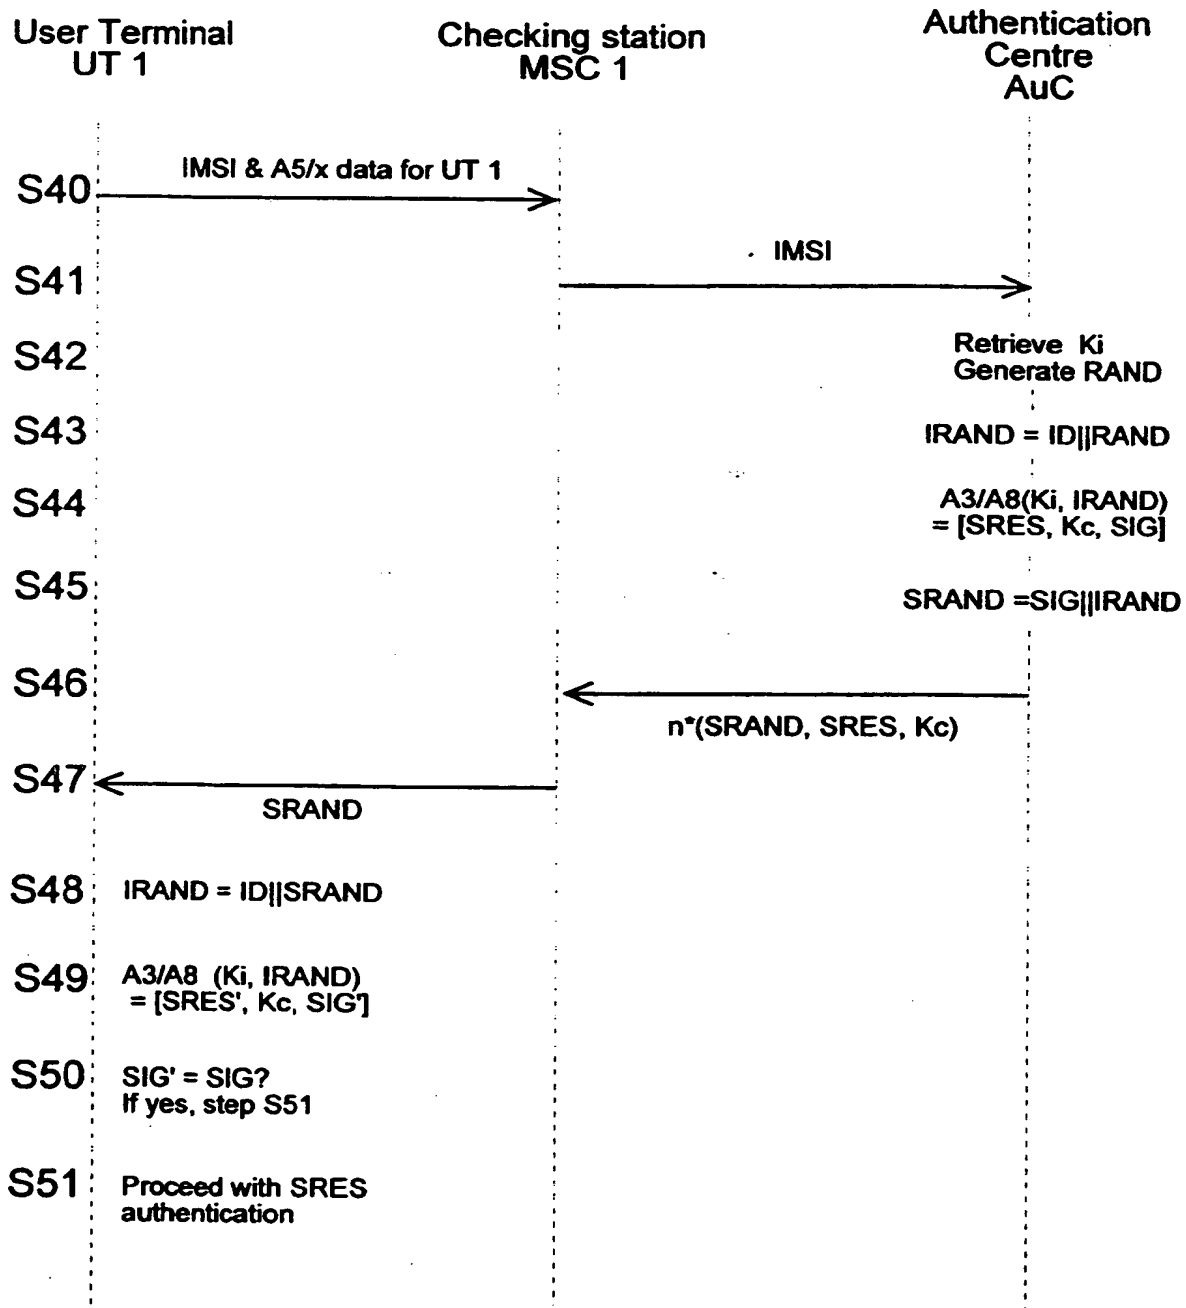 User Terminal
UT 1
Checking station
MSC 1
Authentication
Centre
AuC
S40
IMSI & A5/x data for UT 1
S41
IMSI
S42
Retrieve Ki
Generate RAND
S43
IRAND = ID||RAND
S44
A3/A8(Ki, IRAND)
= [SRES, Kc, SIG]
S45
SRAND =SIG||IRAND
S46
n*(SRAND, SRES, Kc)
S47
SRAND
S48
IRAND = ID||SRAND
S49
A3/A8 (Ki, IRAND)
= [SRES', Kc, SIG']
S50
SIG' = SIG?
If yes, step S51
S51
Proceed with SRES
authentication